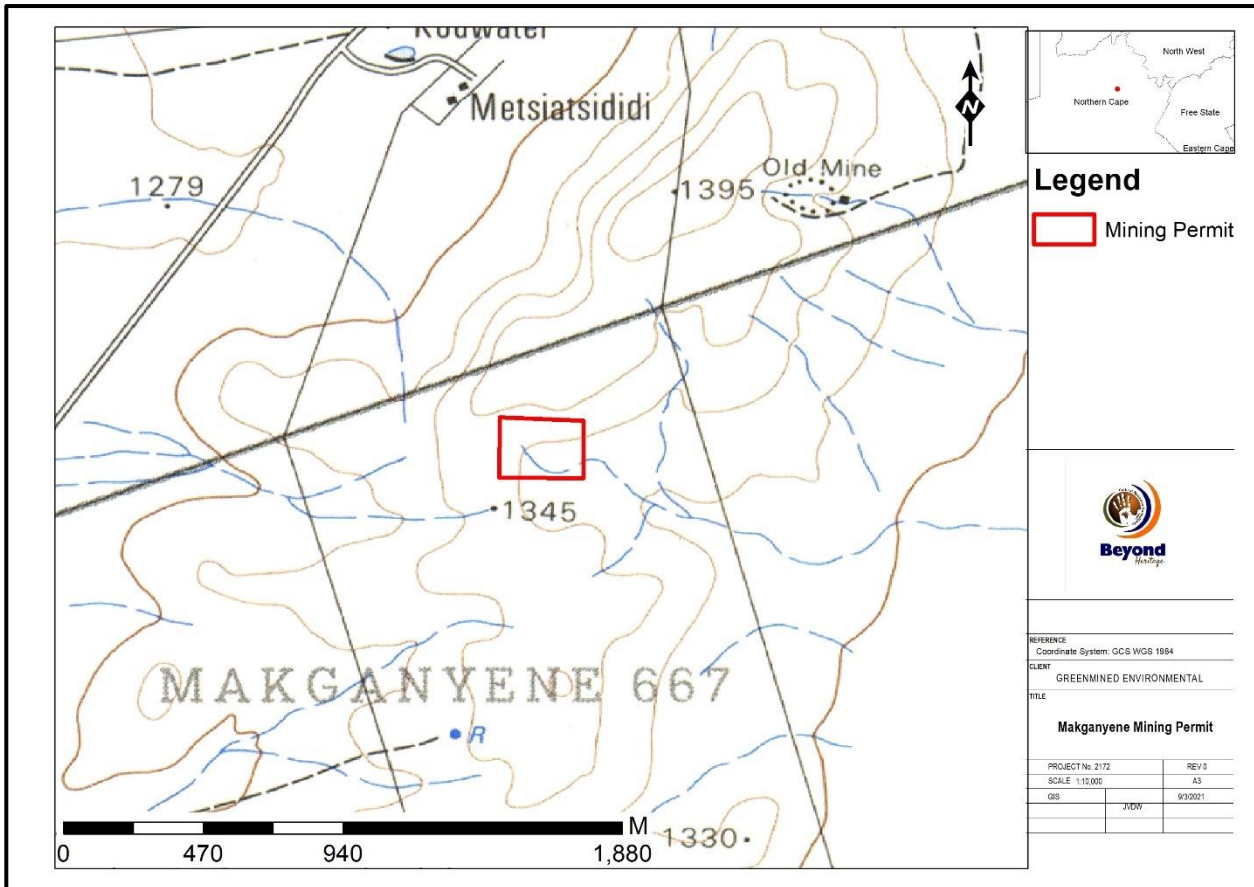 Metsiatsididi
1279
1395
Old Mine
N
1345
MAKGANYENE 667
R
1330
M
0 470 940 1,880
North West
Northern Cape
Free State
Eastern Cape
Legend
Mining Permit
Beyond
Heritage
REFERENCE
Coordinate System: GCS WGS 1984
CLIENT
GREENMINED ENVIRONMENTAL
TITLE
Makganyene Mining Permit
PROJECT No. 2172 REV 0
SCALE 1:10,000 A3
GIS 9/3/2021
JVDW